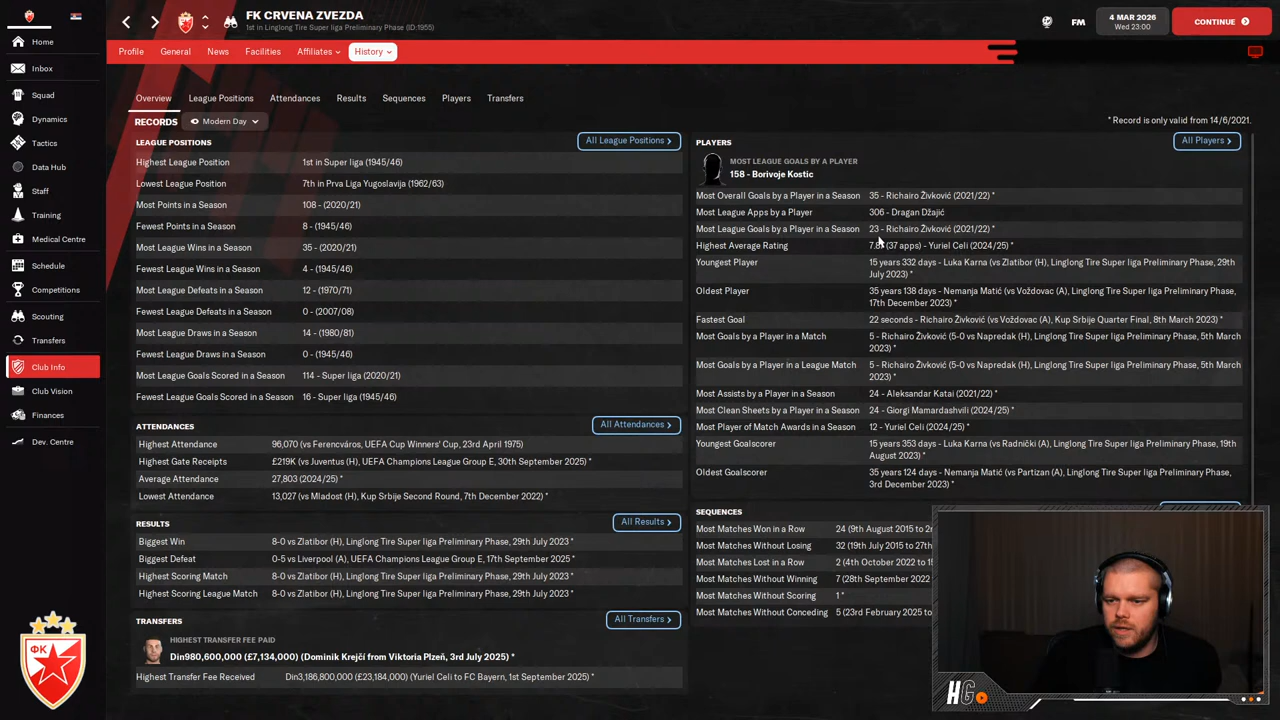 FK CRVENA ZVEZDA
1st in Linglong Tire Super liga Preliminary Phase (ID:1955)
FM
4 MAR 2026
Wed 23:00
CONTINUE
Home
Inbox
Squad
Dynamics
Tactics
Data Hub
Staff
Training
Medical Centre
Schedule
Competitions
Scouting
Transfers
Club Info
Club Vision
Finances
Dev. Centre
Profile
General
News
Facilities
Affiliates
History
Overview
League Positions
Attendances
Results
Sequences
Players
Transfers
RECORDS
Modern Day
* Record is only valid from 14/6/2021.
LEAGUE POSITIONS
All League Positions
Highest League Position 1st in Super liga (1945/46)
Lowest League Position 7th in Prva Liga Yugoslavija (1962/63)
Most Points in a Season 108 - (2020/21)
Fewest Points in a Season 8 - (1945/46)
Most League Wins in a Season 35 - (2020/21)
Fewest League Wins in a Season 4 - (1945/46)
Most League Defeats in a Season 12 - (1970/71)
Fewest League Defeats in a Season 0 - (2007/08)
Most League Draws in a Season 14 - (1980/81)
Fewest League Draws in a Season 0 - (1945/46)
Most League Goals Scored in a Season 114 - Super liga (2020/21)
Fewest League Goals Scored in a Season 16 - Super liga (1945/46)
ATTENDANCES
All Attendances
Highest Attendance 96,070 (vs Ferencváros, UEFA Cup Winners' Cup, 23rd April 1975)
Highest Gate Receipts £219K (vs Juventus (H), UEFA Champions League Group E, 30th September 2025) *
Average Attendance 27,803 (2024/25) *
Lowest Attendance 13,027 (vs Mladost (H), Kup Srbije Second Round, 7th December 2022) *
RESULTS
All Results
Biggest Win 8-0 vs Zlatibor (H), Linglong Tire Super liga Preliminary Phase, 29th July 2023 *
Biggest Defeat 0-5 vs Liverpool (A), UEFA Champions League Group E, 17th September 2025 *
Highest Scoring Match 8-0 vs Zlatibor (H), Linglong Tire Super liga Preliminary Phase, 29th July 2023 *
Highest Scoring League Match 8-0 vs Zlatibor (H), Linglong Tire Super liga Preliminary Phase, 29th July 2023 *
TRANSFERS
All Transfers
HIGHEST TRANSFER FEE PAID
Din980,600,000 (£7,134,000) (Dominik Krejčí from Viktoria Plzeň, 3rd July 2025) *
Highest Transfer Fee Received Din3,186,800,000 (£23,184,000) (Yuriel Celi to FC Bayern, 1st September 2025) *
PLAYERS
All Players
MOST LEAGUE GOALS BY A PLAYER
158 - Borivoje Kostic
Most Overall Goals by a Player in a Season 35 - Richairo Živković (2021/22) *
Most League Apps by a Player 306 - Dragan Džajić
Most League Goals by a Player in a Season 23 - Richairo Živković (2021/22) *
Highest Average Rating (37 apps) - Yuriel Celi (2024/25) *
Youngest Player 15 years 332 days - Luka Karna (vs Zlatibor (H), Linglong Tire Super liga Preliminary Phase, 29th
July 2023) *
Oldest Player 35 years 138 days - Nemanja Matić (vs Voždovac (A), Linglong Tire Super liga Preliminary Phase,
17th December 2023) *
Fastest Goal 22 seconds - Richairo Živković (vs Voždovac (A), Kup Srbije Quarter Final, 8th March 2023) *
Most Goals by a Player in a Match 5 - Richairo Živković (5-0 vs Napredak (H), Linglong Tire Super liga Preliminary Phase, 5th March
2023) *
Most Goals by a Player in a League Match 5 - Richairo Živković (5-0 vs Napredak (H), Linglong Tire Super liga Preliminary Phase, 5th March
2023) *
Most Assists by a Player in a Season 24 - Aleksandar Katai (2021/22) *
Most Clean Sheets by a Player in a Season 24 - Giorgi Mamardashvili (2024/25) *
Most Player of Match Awards in a Season 12 - Yuriel Celi (2024/25) *
Youngest Goalscorer 15 years 353 days - Luka Karna (vs Radnički (A), Linglong Tire Super liga Preliminary Phase, 19th
August 2023) *
Oldest Goalscorer 35 years 124 days - Nemanja Matić (vs Partizan (A), Linglong Tire Super liga Preliminary Phase,
3rd December 2023) *
SEQUENCES
Most Matches Won in a Row 24 (9th August 2015 to
Most Matches Without Losing 32 (19th July 2015 to 27th
Most Matches Lost in a Row 2 (4th October 2022 to
Most Matches Without Winning 7 (28th September 2022
Most Matches Without Scoring 1 *
Most Matches Without Conceding 5 (23rd February 2025 to
ФК
HG